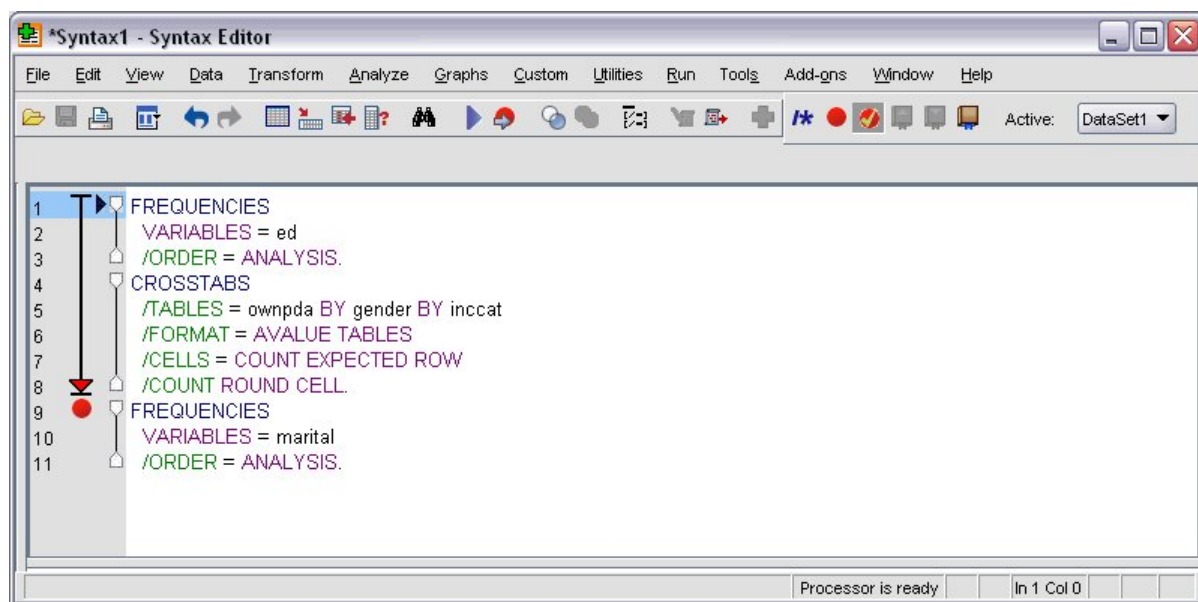 *Syntax1 - Syntax Editor
File Edit View Data Transform Analyze Graphs Custom Utilities Run Tools Add-ons Window Help
/* Active: DataSet1
1 FREQUENCIES
2 VARIABLES = ed
3 /ORDER = ANALYSIS.
4 CROSSTABS
5 /TABLES = ownpda BY gender BY inccat
6 /FORMAT = AVALUE TABLES
7 /CELLS = COUNT EXPECTED ROW
8 /COUNT ROUND CELL.
9 FREQUENCIES
10 VARIABLES = marital
11 /ORDER = ANALYSIS.
Processor is ready In 1 Col 0